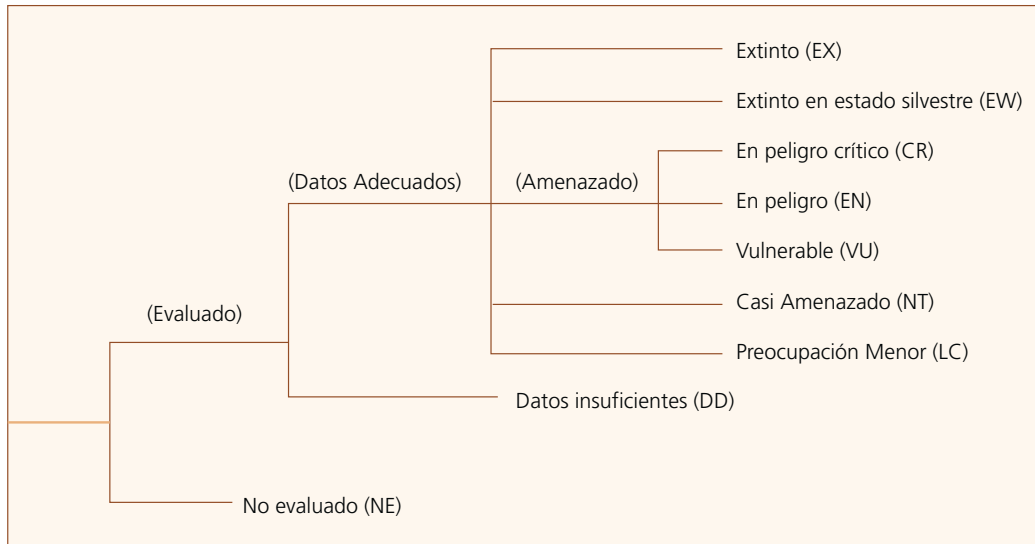 Extinto (EX)
Extinto en estado silvestre (EW)
En peligro crítico (CR)
(Datos Adecuados)
(Amenazado)
En peligro (EN)
Vulnerable (VU)
(Evaluado)
Casi Amenazado (NT)
Preocupación Menor (LC)
Datos insuficientes (DD)
No evaluado (NE)